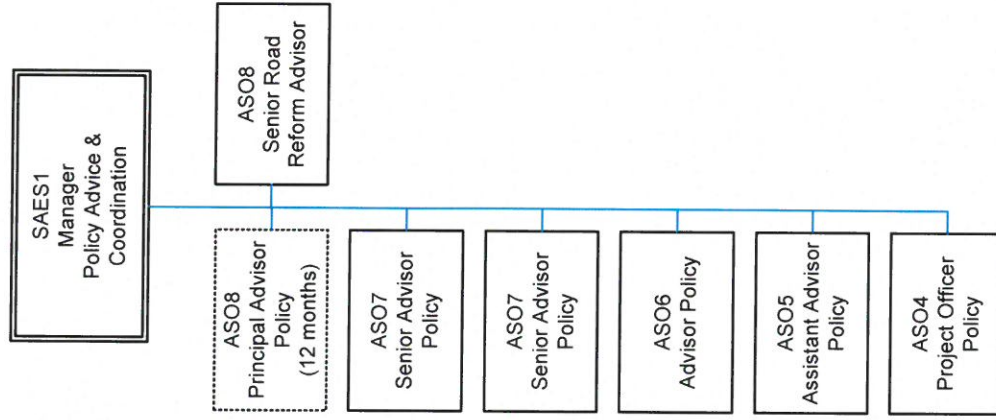 SAES1
Manager
Policy Advice &
Coordination
ASO8
Senior Road
Reform Advisor
ASO8
Principal Advisor
Policy
(12 months)
ASO7
Senior Advisor
Policy
ASO7
Senior Advisor
Policy
ASO6
Advisor Policy
ASO5
Assistant Advisor
Policy
ASO4
Project Officer
Policy